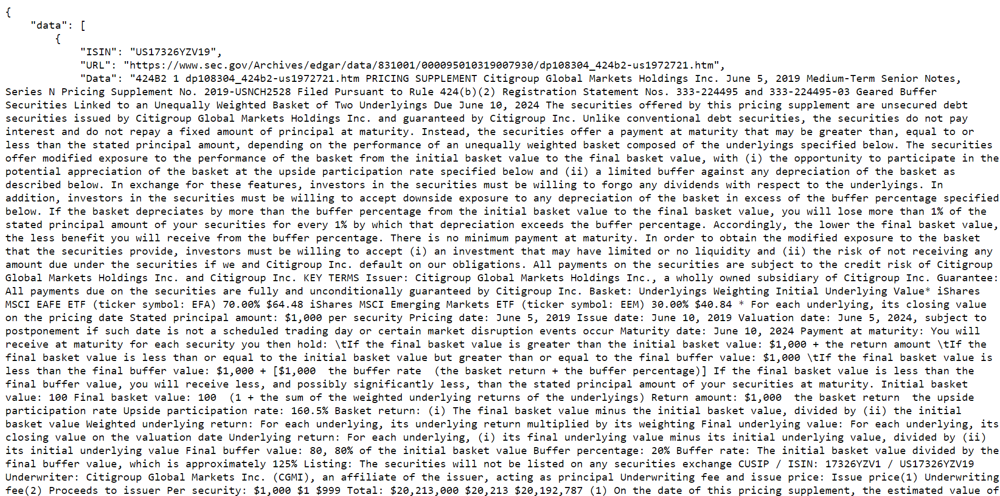 {
"data": [
{
"ISIN": "US17326YZV19",
"URL": "https://www.sec.gov/Archives/edgar/data/831001/000095010319007930/dp108304_424b2-us1972721.htm",
"Data": "424B2 1 dp108304_424b2-us1972721.htm PRICING SUPPLEMENT Citigroup Global Markets Holdings Inc. June 5, 2019 Medium-Term Senior Notes,
Series N Pricing Supplement No. 2019-USNCH2528 Filed Pursuant to Rule 424(b)(2) Registration Statement Nos. 333-224495 and 333-224495-03 Geared Buffer
Securities Linked to an Unequally Weighted Basket of Two Underlyings Due June 10, 2024 The securities offered by this pricing supplement are unsecured debt
securities issued by Citigroup Global Markets Holdings Inc. and guaranteed by Citigroup Inc. Unlike conventional debt securities, the securities do not pay
interest and do not repay a fixed amount of principal at maturity. Instead, the securities offer a payment at maturity that may be greater than, equal to or
less than the stated principal amount, depending on the performance of an unequally weighted basket composed of the underlyings specified below. The securities
offer modified exposure to the performance of the basket from the initial basket value to the final basket value, with (i) the opportunity to participate in the
potential appreciation of the basket at the upside participation rate specified below and (ii) a limited buffer against any depreciation of the basket as
described below. In exchange for these features, investors in the securities must be willing to forgo any dividends with respect to the underlyings. In
addition, investors in the securities must be willing to accept downside exposure to any depreciation of the basket in excess of the buffer percentage specified
below. If the basket depreciates by more than the buffer percentage from the initial basket value to the final basket value, you will lose more than 1% of the
stated principal amount of your securities for every 1% by which that depreciation exceeds the buffer percentage. Accordingly, the lower the final basket value,
the less benefit you will receive from the buffer percentage. There is no minimum payment at maturity. In order to obtain the modified exposure to the basket
that the securities provide, investors must be willing to accept (i) an investment that may have limited or no liquidity and (ii) the risk of not receiving any
amount due under the securities if we and Citigroup Inc. default on our obligations. All payments on the securities are subject to the credit risk of Citigroup
Global Markets Holdings Inc. and Citigroup Inc. KEY TERMS Issuer: Citigroup Global Markets Holdings Inc., a wholly owned subsidiary of Citigroup Inc. Guarantee:
All payments due on the securities are fully and unconditionally guaranteed by Citigroup Inc. Basket: Underlyings Weighting Initial Underlying Value* iShares
MSCI EAFE ETF (ticker symbol: EFA) 70.00% $64.48 iShares MSCI Emerging Markets ETF (ticker symbol: EEM) 30.00% $40.84 * For each underlying, its closing value
on the pricing date Stated principal amount: $1,000 per security Pricing date: June 5, 2019 Issue date: June 10, 2019 Valuation date: June 5, 2024, subject to
postponement if such date is not a scheduled trading day or certain market disruption events occur Maturity date: June 10, 2024 Payment at maturity: You will
receive at maturity for each security you then hold: \tIf the final basket value is greater than the initial basket value: $1,000 + the return amount \tIf the
final basket value is less than or equal to the initial basket value but greater than or equal to the final buffer value: $1,000 \tIf the final basket value is
less than the final buffer value: $1,000 + [$1,000  the buffer rate  (the basket return + the buffer percentage)] If the final basket value is less than the
final buffer value, you will receive less, and possibly significantly less, than the stated principal amount of your securities at maturity. Initial basket
value: 100 Final basket value: 100  (1 + the sum of the weighted underlying returns of the underlyings) Return amount: $1,000  the basket return  the upside
participation rate Upside participation rate: 160.5% Basket return: (i) The final basket value minus the initial basket value, divided by (ii) the initial
basket value Weighted underlying return: For each underlying, its underlying return multiplied by its weighting Final underlying value: For each underlying, its
closing value on the valuation date Underlying return: For each underlying, (i) its final underlying value minus its initial underlying value, divided by (ii)
its initial underlying value Final buffer value: 80, 80% of the initial basket value Buffer percentage: 20% Buffer rate: The initial basket value divided by the
final buffer value, which is approximately 125% Listing: The securities will not be listed on any securities exchange CUSIP / ISIN: 17326YZV1 / US17326YZV19
Underwriter: Citigroup Global Markets Inc. (CGMI), an affiliate of the issuer, acting as principal Underwriting fee and issue price: Issue price(1) Underwriting
fee(2) Proceeds to issuer Per security: $1,000 $1 $999 Total: $20,213,000 $20,213 $20,192,787 (1) On the date of this pricing supplement, the estimated value of